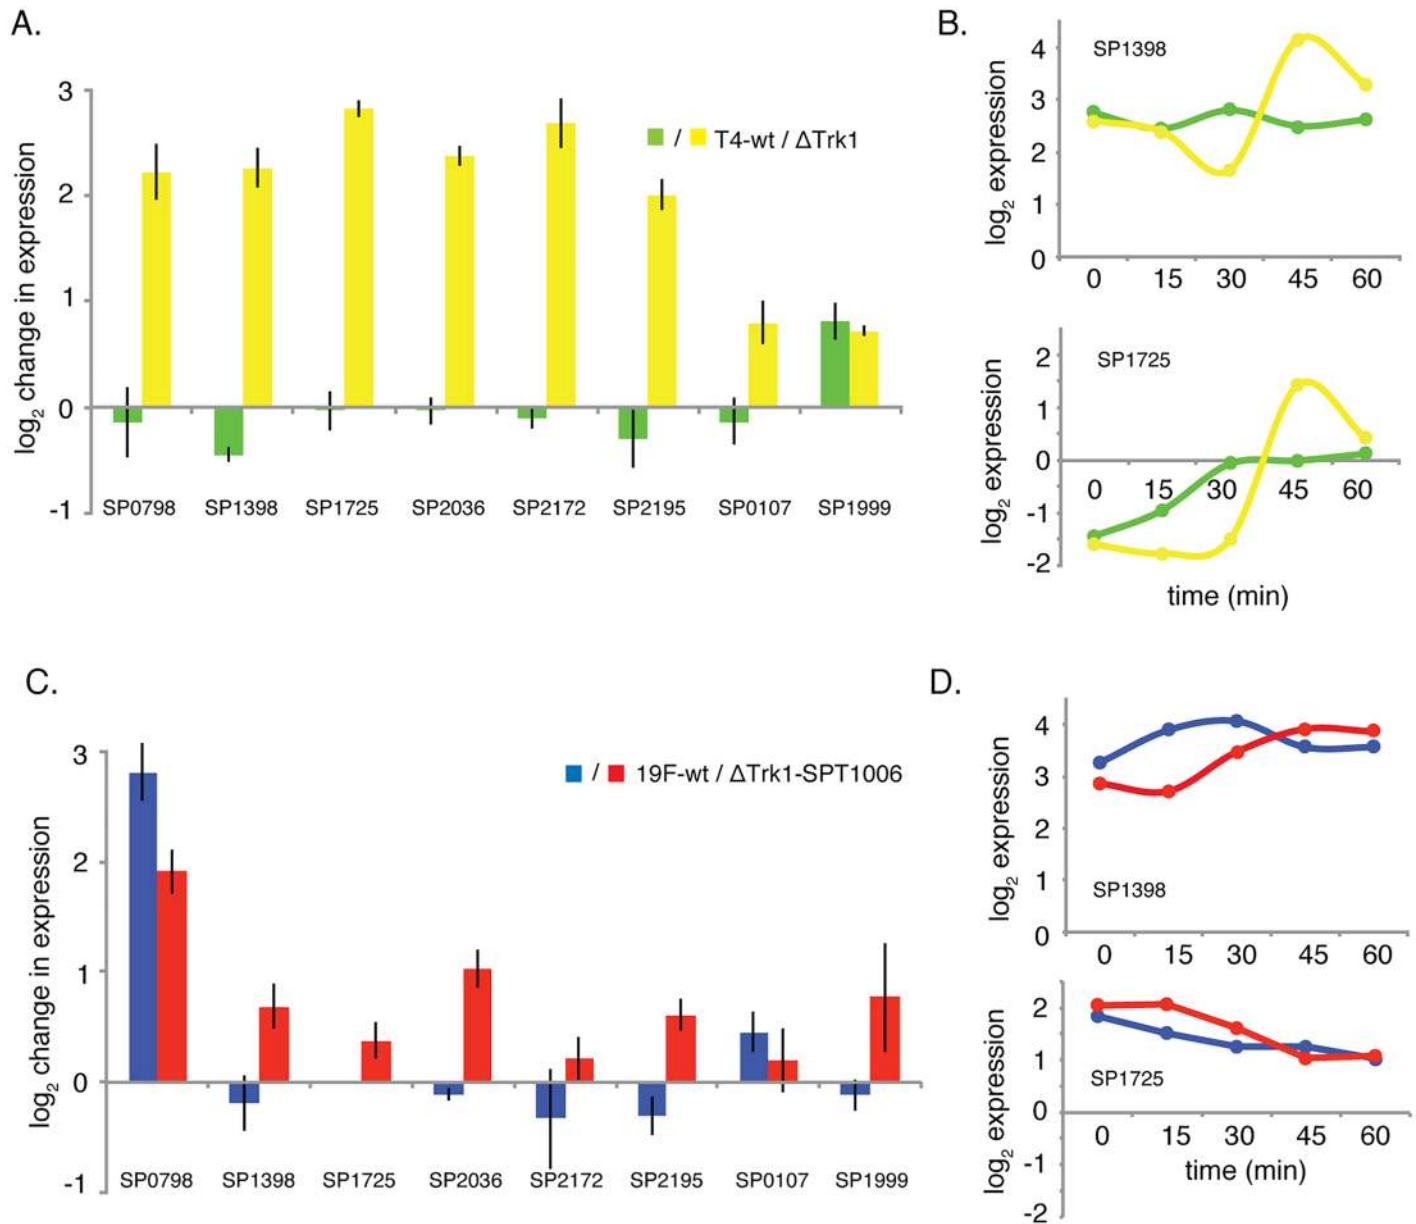 A.
log2 change in expression
3
2
1
0
-1
/ T4-wt / ΔTrk1
SP0798 SP1398 SP1725 SP2036 SP2172 SP2195 SP0107 SP1999
B.
log2 expression
4
3
2
1
0
SP1398
0 15 30 45 60
log2 expression
2
1
0
-1
-2
SP1725
0 15 30 45 60
time (min)
C.
log2 change in expression
3
2
1
0
-1
/ 19F-wt / ΔTrk1-SPT1006
SP0798 SP1398 SP1725 SP2036 SP2172 SP2195 SP0107 SP1999
D.
log2 expression
4
3
2
1
0
SP1398
0 15 30 45 60
log2 expression
2
1
0
-1
-2
SP1725
0 15 30 45 60
time (min)